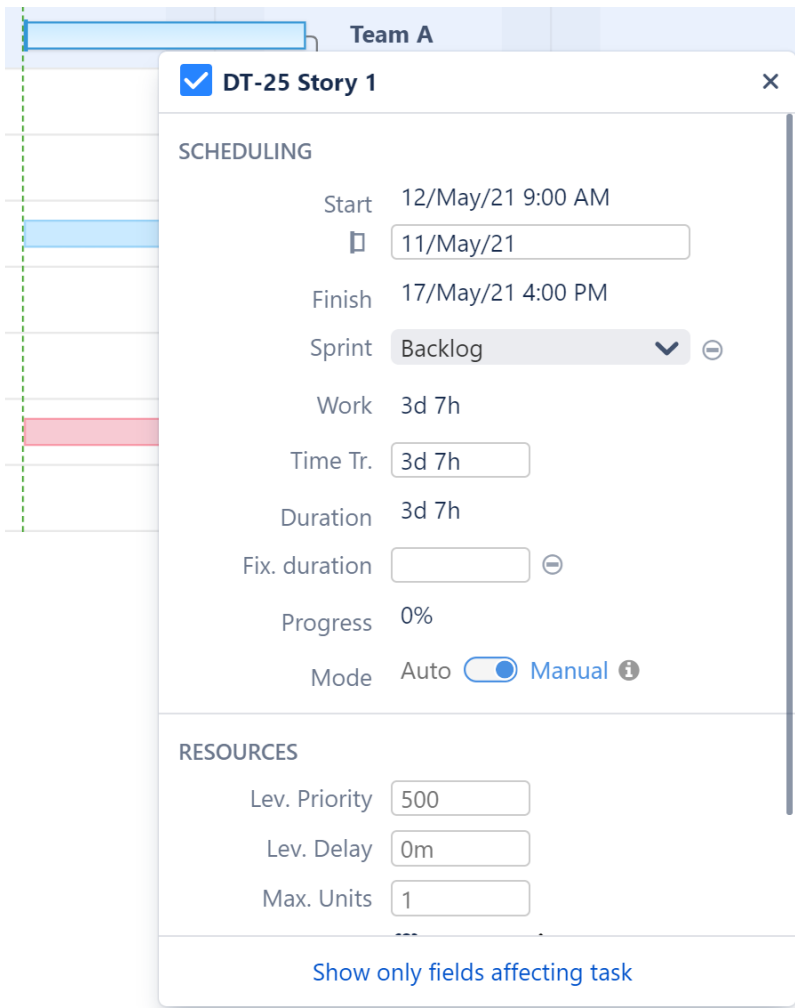 Team A
DT-25 Story 1
SCHEDULING
Start 12/May/21 9:00 AM
11/May/21
Finish 17/May/21 4:00 PM
Sprint Backlog
Work 3d 7h
Time Tr. 3d 7h
Duration 3d 7h
Fix. duration
Progress 0%
Mode Auto Manual
RESOURCES
Lev. Priority 500
Lev. Delay 0m
Max. Units 1
Show only fields affecting task